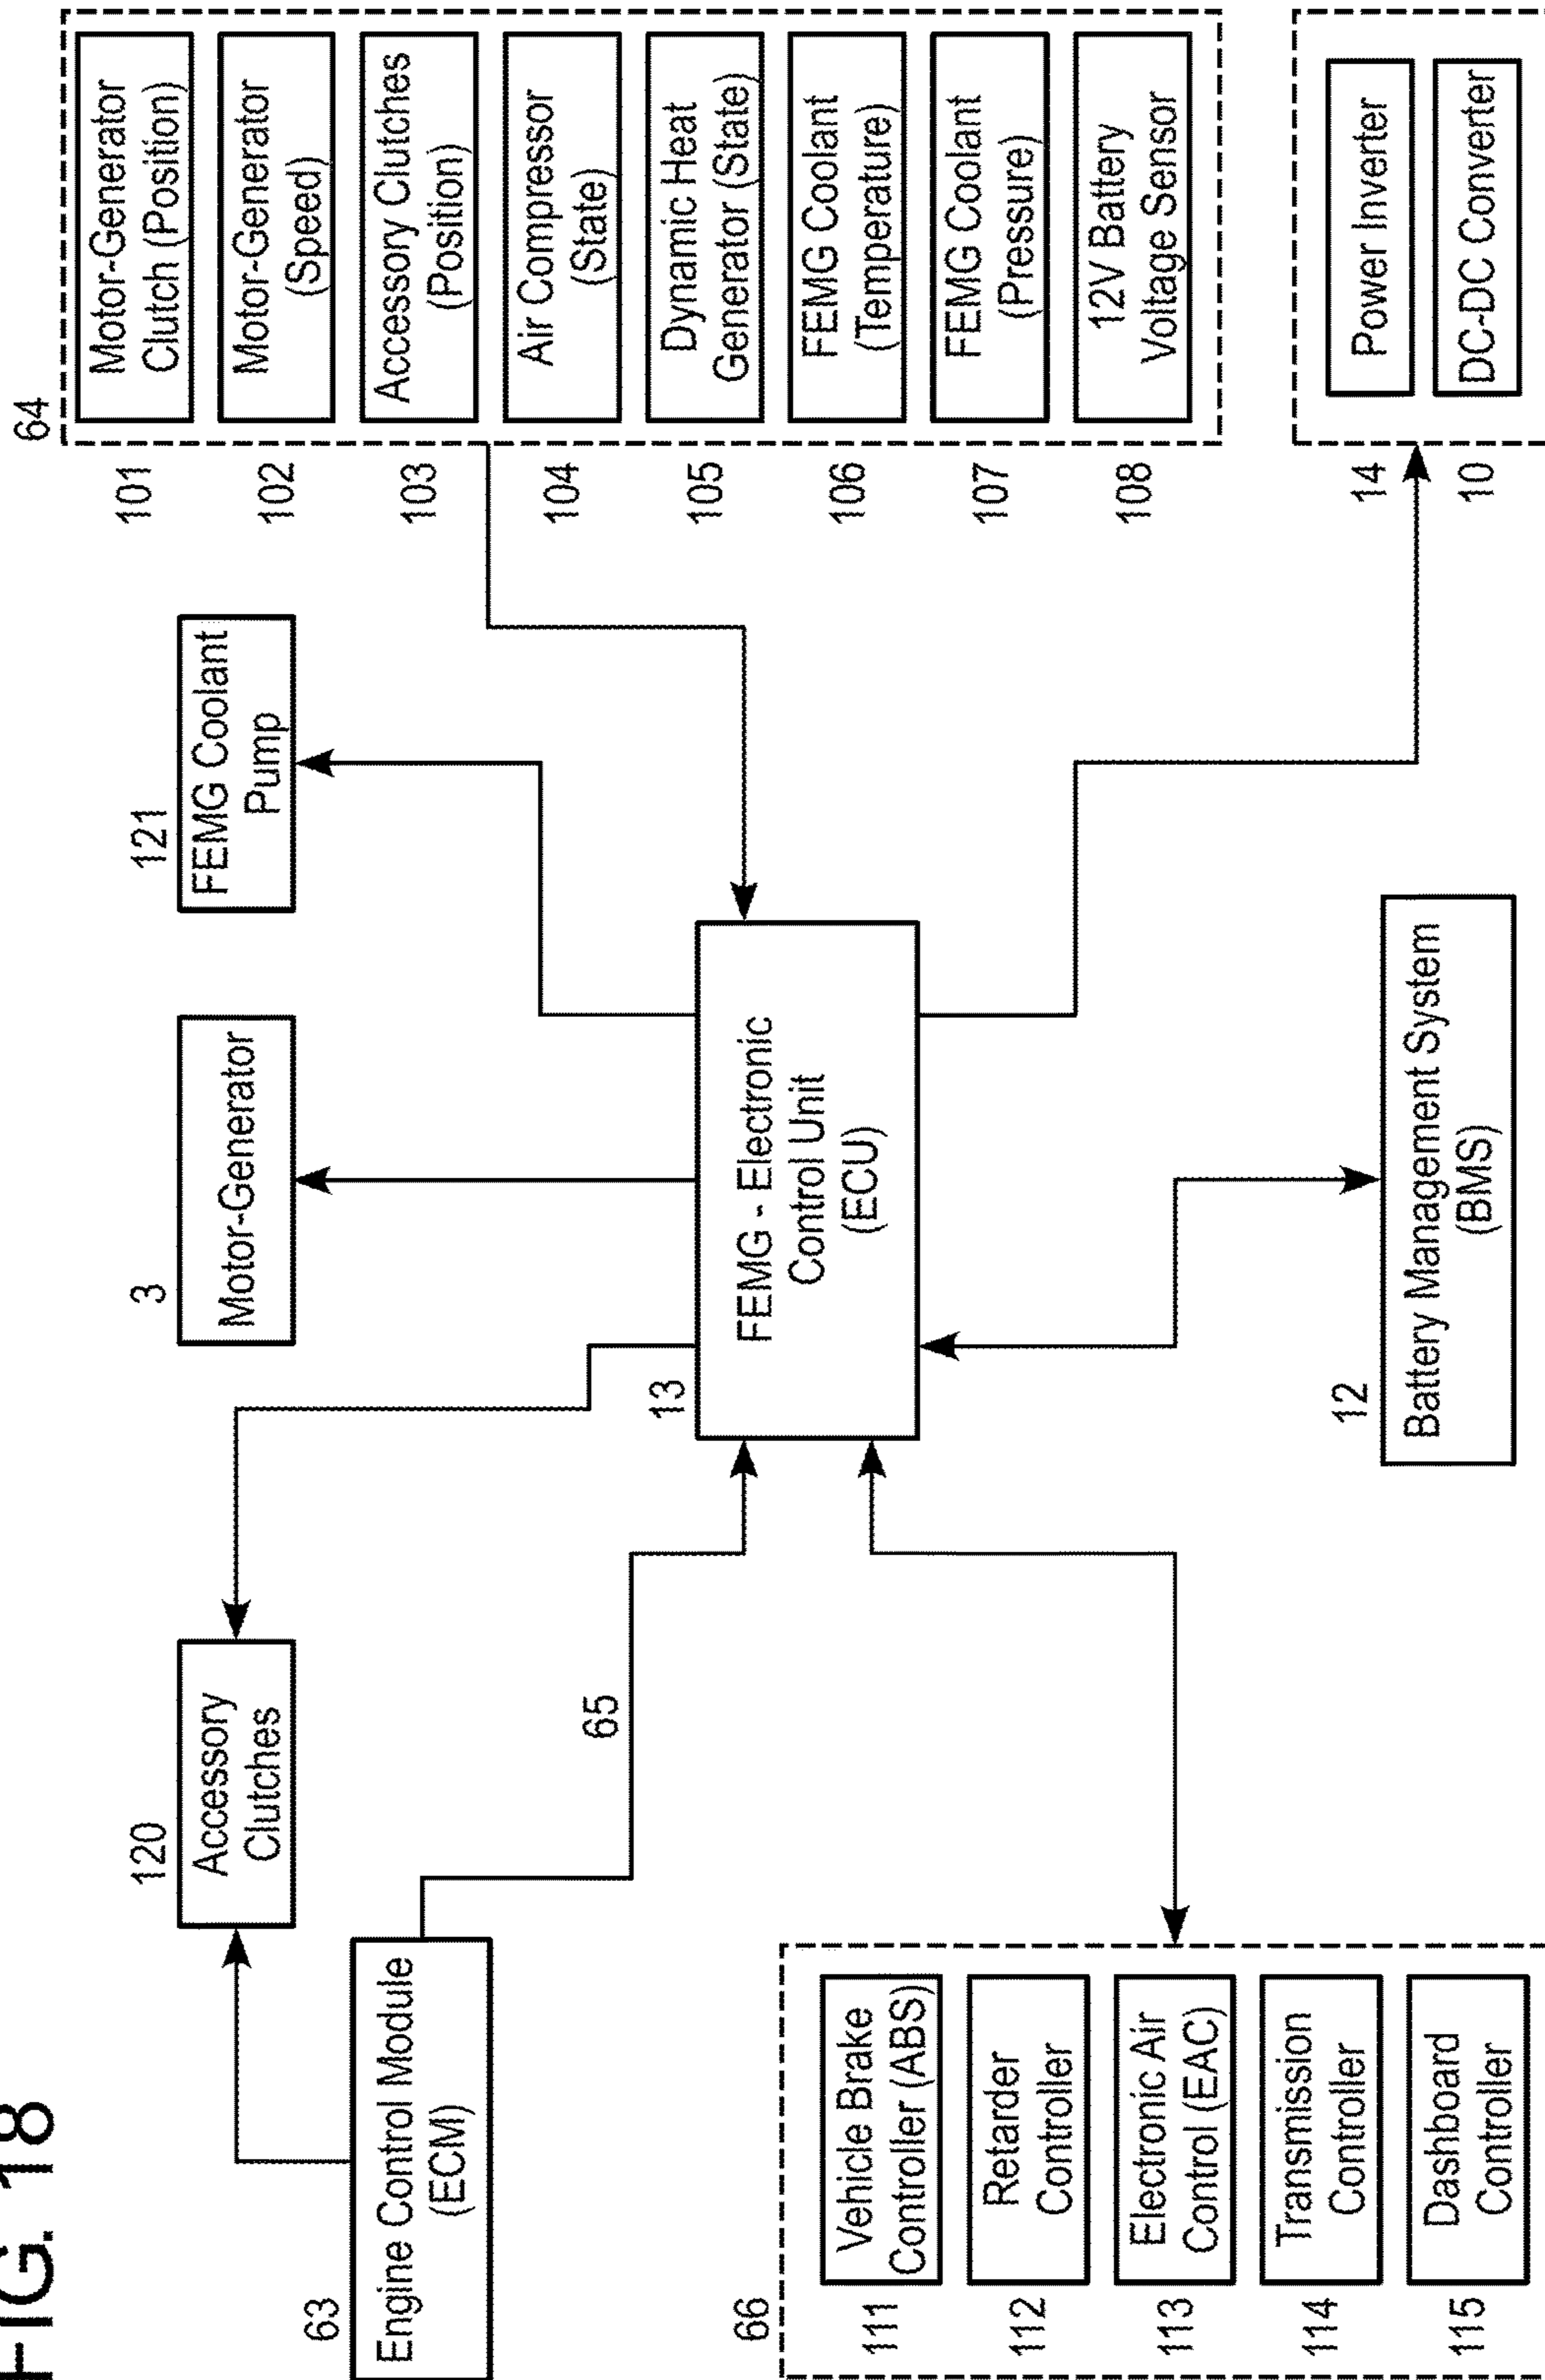 FIG. 18
63
Engine Control Module
(ECM)
120
Accessory
Clutches
3
Motor-Generator
121
FEMG Coolant
Pump
64
101
Motor-Generator
Clutch (Position)
102
Motor-Generator
(Speed)
103
Accessory Clutches
(Position)
104
Air Compressor
(State)
105
Dynamic Heat
Generator (State)
106
FEMG Coolant
(Temperature)
107
FEMG Coolant
(Pressure)
108
12V Battery
Voltage Sensor
65
13
FEMG - Electronic
Control Unit
(ECU)
66
111
Vehicle Brake
Controller (ABS)
112
Retarder
Controller
113
Electronic Air
Control (EAC)
114
Transmission
Controller
115
Dashboard
Controller
12
Battery Management System
(BMS)
14
Power Inverter
10
DC-DC Converter